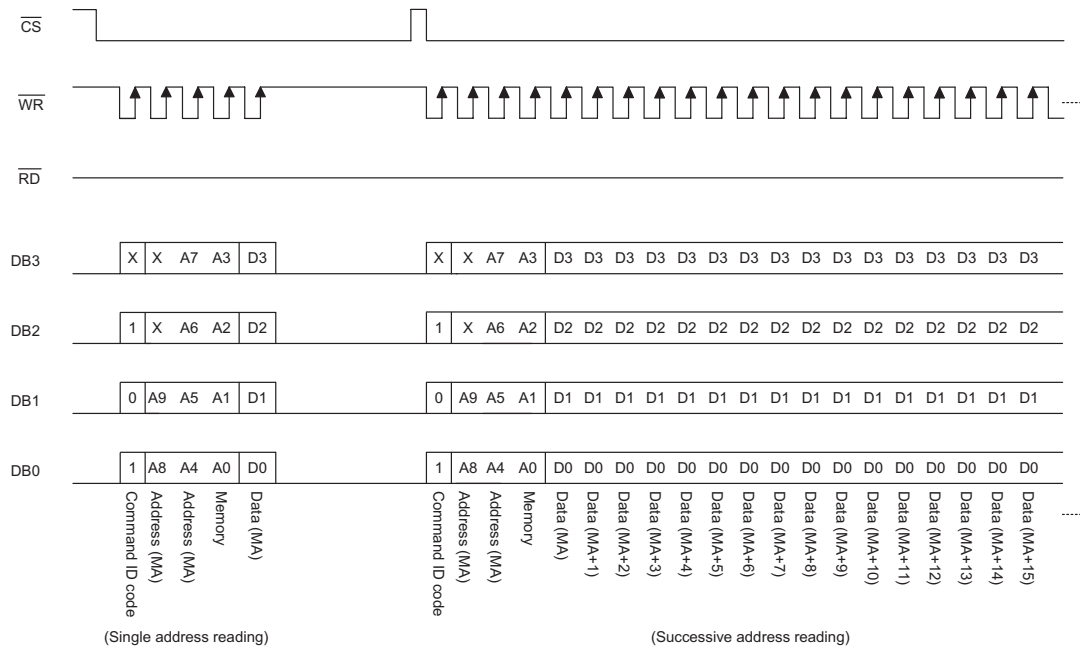 CS
WR
RD
DB3 X X A7 A3 D3 X X A7 A3 D3 D3 D3 D3 D3 D3 D3 D3 D3 D3 D3 D3 D3 D3 D3 D3
DB2 1 X A6 A2 D2 1 X A6 A2 D2 D2 D2 D2 D2 D2 D2 D2 D2 D2 D2 D2 D2 D2 D2 D2
DB1 0 A9 A5 A1 D1 0 A9 A5 A1 D1 D1 D1 D1 D1 D1 D1 D1 D1 D1 D1 D1 D1 D1 D1 D1
DB0 1 A8 A4 A0 D0 1 A8 A4 A0 D0 D0 D0 D0 D0 D0 D0 D0 D0 D0 D0 D0 D0 D0 D0 D0
Command ID code
Address (MA)
Address (MA)
Memory
Data (MA)
Command ID code
Address (MA)
Address (MA)
Memory
Data (MA)
Data (MA+1)
Data (MA+2)
Data (MA+3)
Data (MA+4)
Data (MA+5)
Data (MA+6)
Data (MA+7)
Data (MA+8)
Data (MA+9)
Data (MA+10)
Data (MA+11)
Data (MA+12)
Data (MA+13)
Data (MA+14)
Data (MA+15)
(Single address reading)
(Successive address reading)